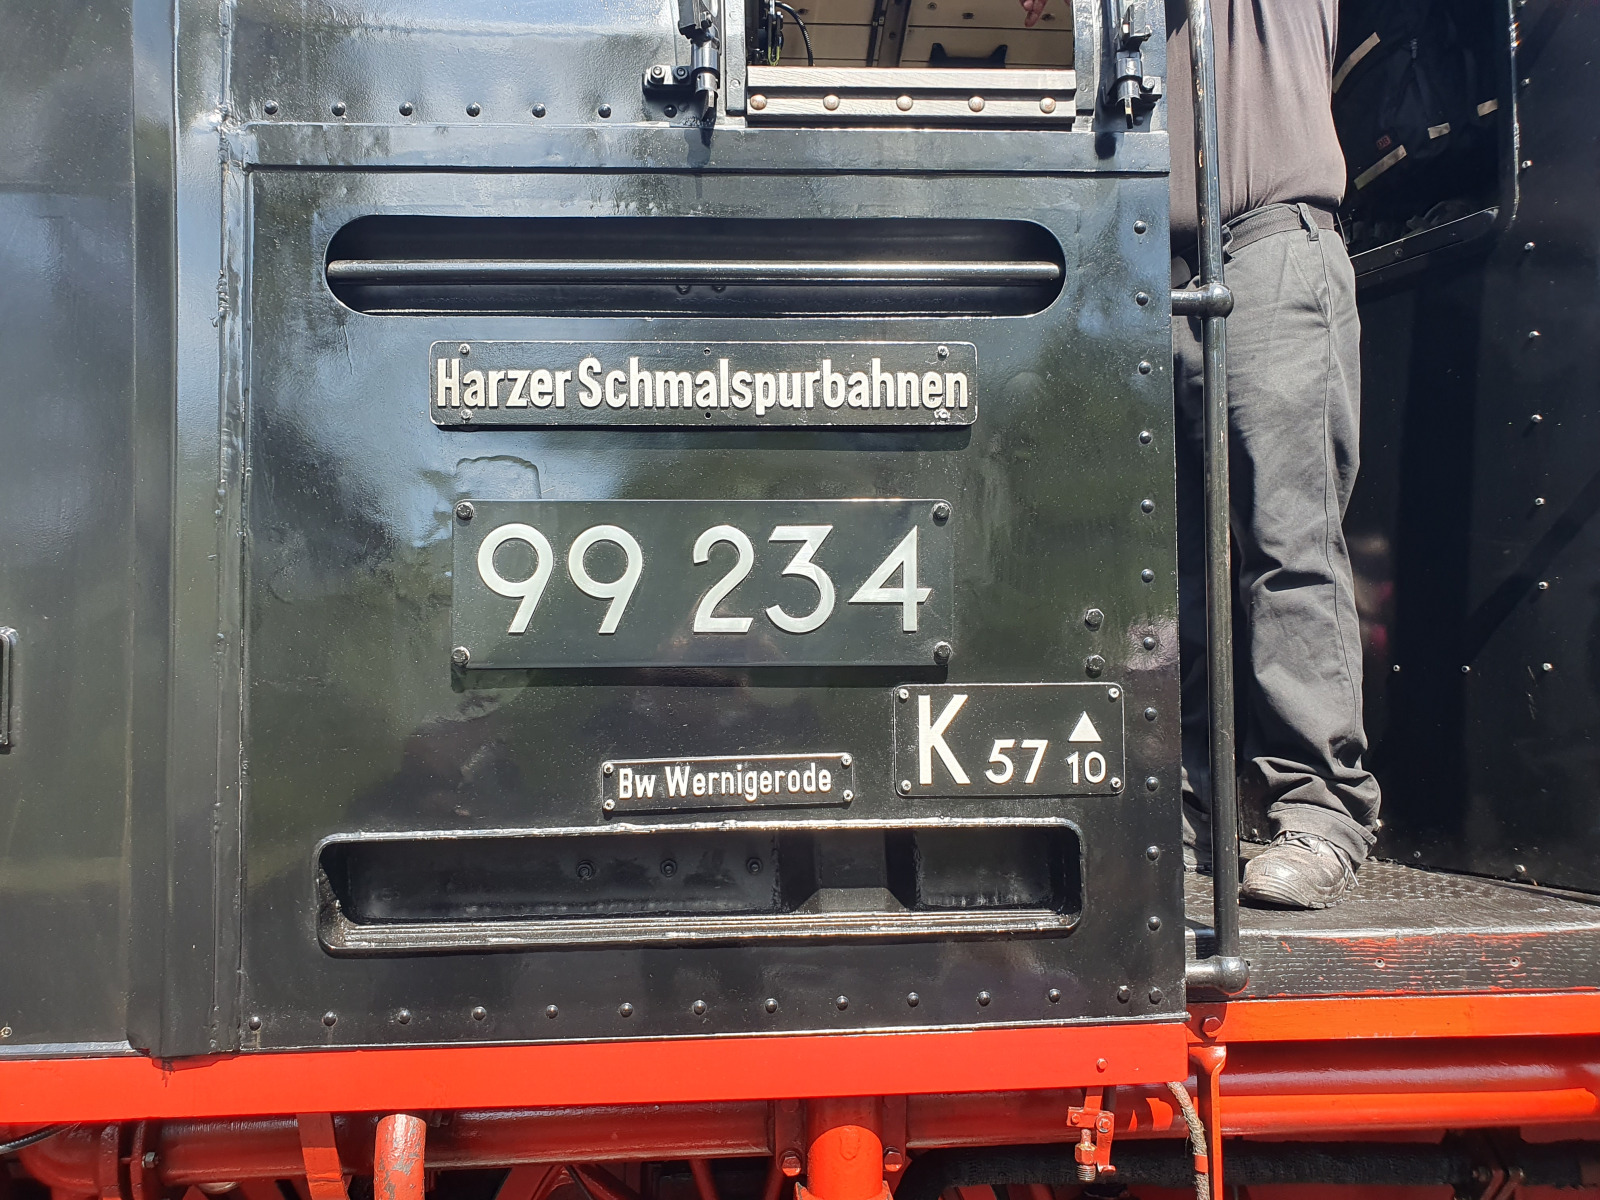 Harzer Schmalspurbahnen
99 234
K 57 10
Bw Wernigerode